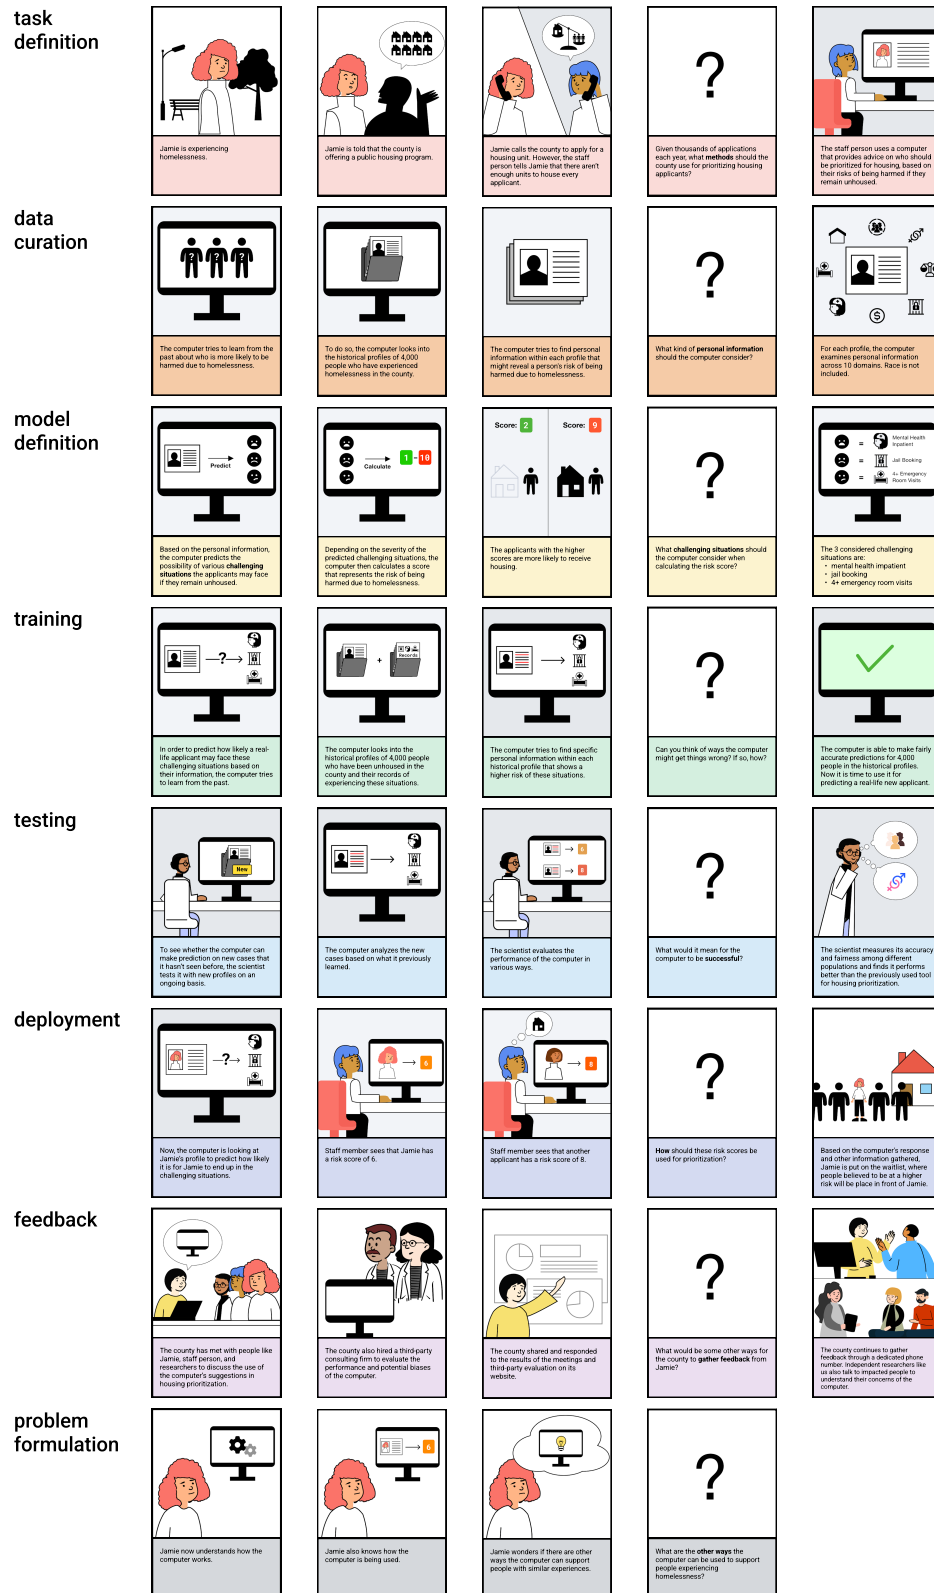 task
definition
Jamie is experiencing
homelessness.
Jamie is told that the county is
offering a public housing program.
Jamie calls the county to apply for a
housing unit. However, the staff
person tells Jamie that there aren't
enough units to house every
applicant.
?
Given thousands of applications
each year, what methods should the
county use for prioritizing housing
applicants?
The staff person uses a computer
that provides advice on who should
be prioritized for housing, based on
their risks of being harmed if they
remain unhoused.
data
curation
? ? ?
The computer tries to learn from the
past about who is more likely to be
harmed due to homelessness.
To do so, the computer looks into
the historical profiles of 4,000
people who have experienced
homelessness in the county.
The computer tries to find personal
information within each profile that
might reveal a person's risk of being
harmed due to homelessness.
?
What kind of personal information
should the computer consider?
$
For each profile, the computer
examines personal information
across 10 domains. Race is not
included.
model
definition
Predict
Based on the personal information,
the computer predicts the
possibility of various challenging
situations the applicants may face
if they remain unhoused.
Calculate
1 - 10
Depending on the severity of the
predicted challenging situations, the
computer then calculates a score
that represents the risk of being
harmed due to homelessness.
Score: 2
Score: 9
The applicants with the higher
scores are more likely to receive
housing.
?
What challenging situations should
the computer consider when
calculating the risk score?
= Mental Health
Inpatient
= Jail Booking
= 4+ Emergency
Room Visits
The 3 considered challenging
situations are:
• mental health impatient
• jail booking
• 4+ emergency room visits
training
?
In order to predict how likely a real-
life applicant may face these
challenging situations based on
their information, the computer tries
to learn from the past.
+
Records
The computer looks into the
historical profiles of 4,000 people
who have been unhoused in the
county and their records of
experiencing these situations.
The computer tries to find specific
personal information within each
historical profile that shows a
higher risk of these situations.
?
Can you think of ways the computer
might get things wrong? If so, how?
The computer is able to make fairly
accurate predictions for 4,000
people in the historical profiles.
Now it is time to use it for
predicting a real-life new applicant.
testing
New
To see whether the computer can
make prediction on new cases that
it hasn't seen before, the scientist
tests it with new profiles on an
ongoing basis.
The computer analyzes the new
cases based on what it previously
learned.
The scientist evaluates the
performance of the computer in
various ways.
?
What would it mean for the
computer to be successful?
The scientist measures its accuracy
and fairness among different
populations and finds it performs
better than the previously used tool
for housing prioritization.
deployment
?
Now, the computer is looking at
Jamie's profile to predict how likely
it is for Jamie to end up in the
challenging situations.
6
Staff member sees that Jamie has
a risk score of 6.
8
Staff member sees that another
applicant has a risk score of 8.
?
How should these risk scores be
used for prioritization?
Based on the computer's response
and other information gathered,
Jamie is put on the waitlist, where
people believed to be at a higher
risk will be place in front of Jamie.
feedback
The county has met with people like
Jamie, staff person, and
researchers to discuss the use of
the computer's suggestions in
housing prioritization.
The county also hired a third-party
consulting firm to evaluate the
performance and potential biases
of the computer.
The county shared and responded
to the results of the meetings and
third-party evaluation on its
website.
?
What would be some other ways for
the county to gather feedback from
Jamie?
The county continues to gather
feedback through a dedicated phone
number. Independent researchers like
us also talk to impacted people to
understand their concerns of the
computer.
problem
formulation
Jamie now understands how the
computer works.
6
Jamie also knows how the
computer is being used.
Jamie wonders if there are other
ways the computer can support
people with similar experiences.
?
What are the other ways the
computer can be used to support
people experiencing
homelessness?